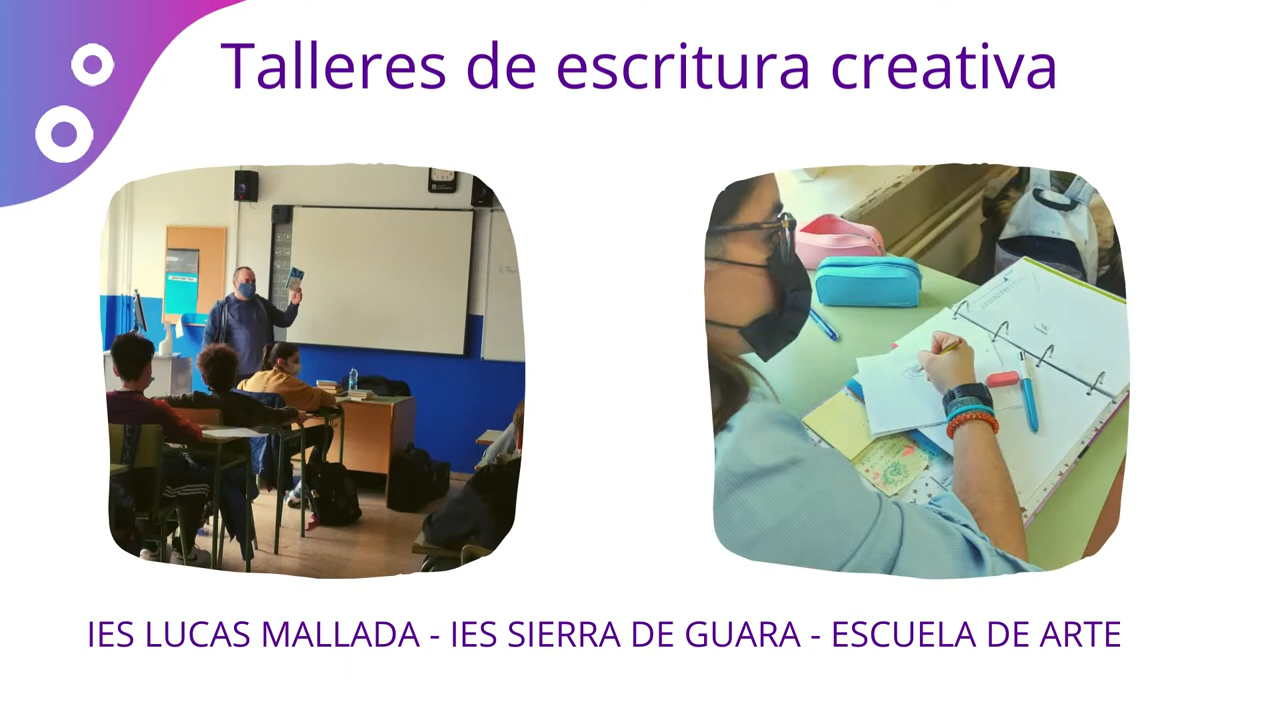 Talleres de escritura creativa
IES LUCAS MALLADA - IES SIERRA DE GUARA - ESCUELA DE ARTE